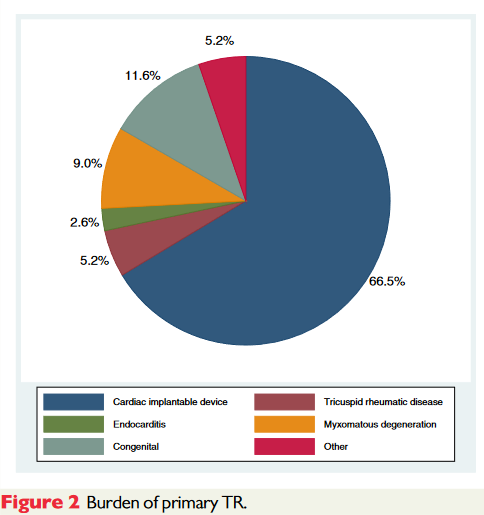 5.2%
11.6%
9.0%
2.6%
5.2%
66.5%
Cardiac implantable device
Tricuspid rheumatic disease
Endocarditis
Myxomatous degeneration
Congenital
Other
Figure 2 Burden of primary TR.